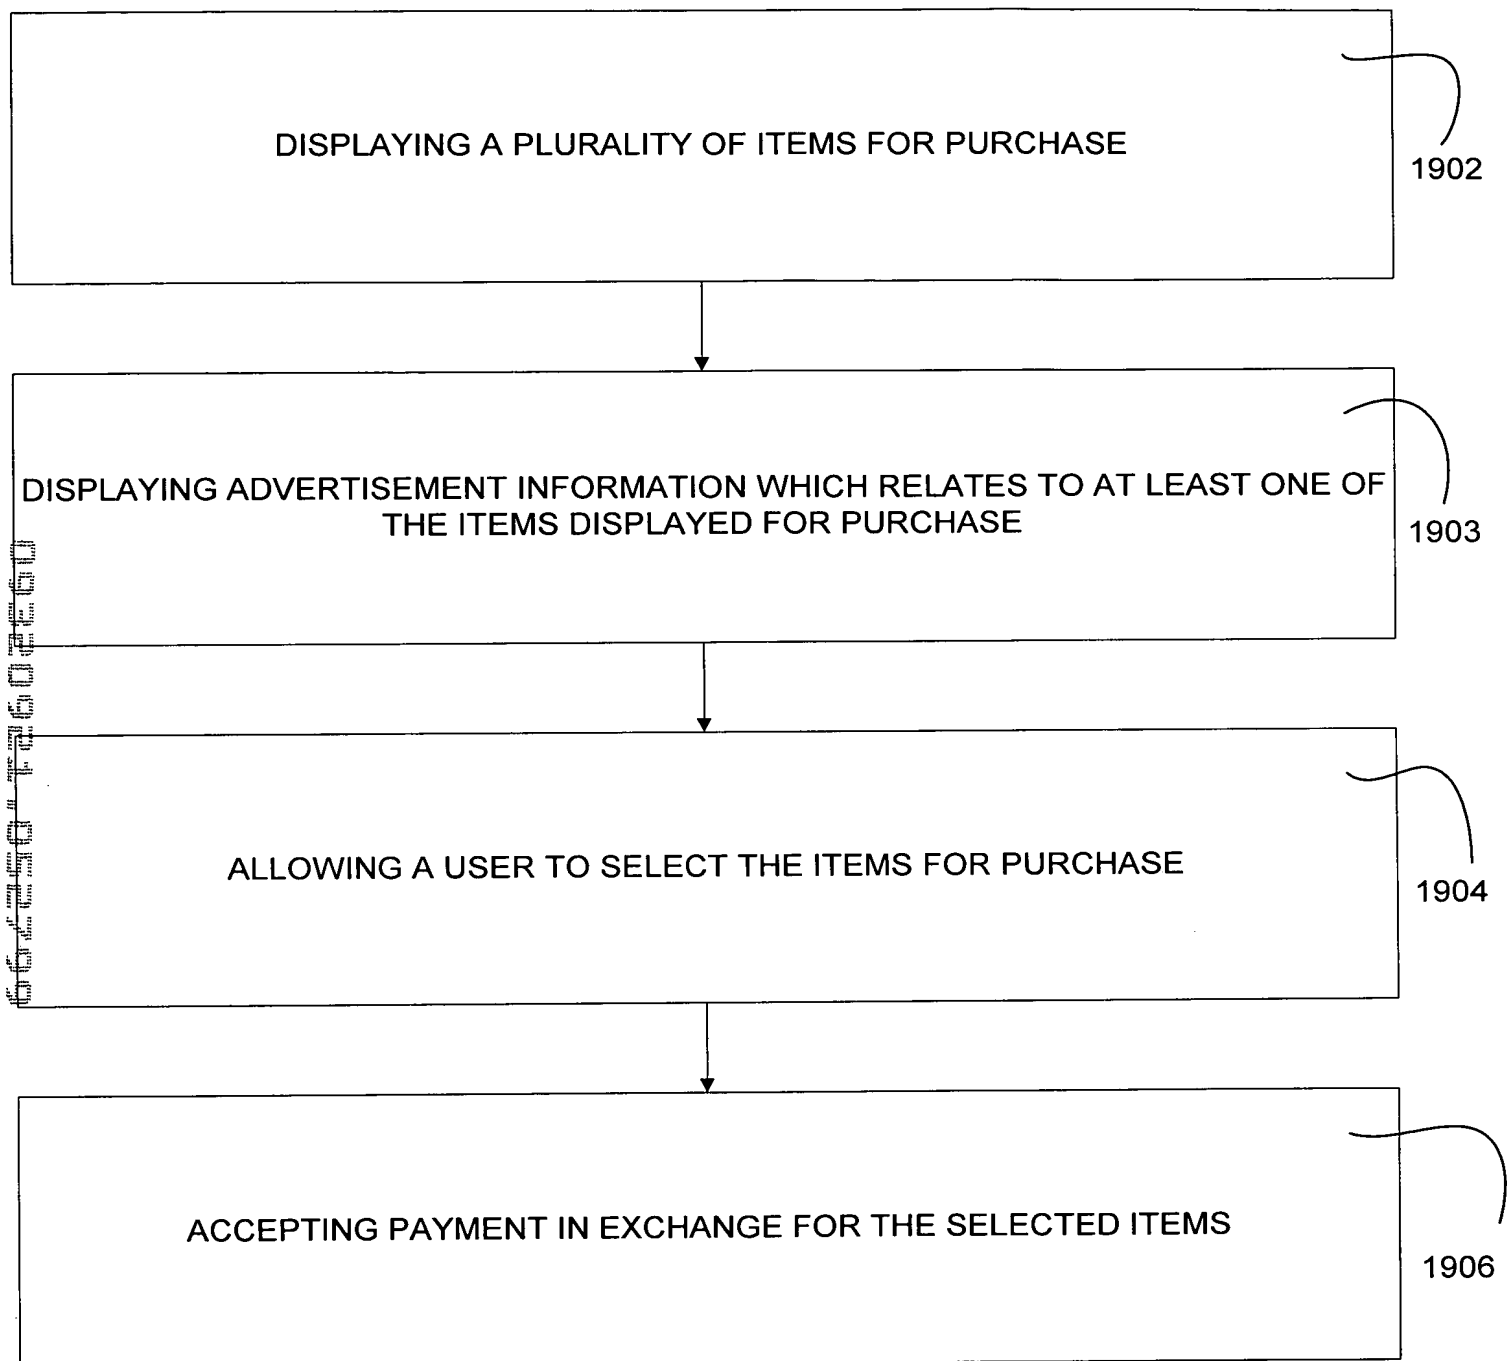 DISPLAYING A PLURALITY OF ITEMS FOR PURCHASE
1902
DISPLAYING ADVERTISEMENT INFORMATION WHICH RELATES TO AT LEAST ONE OF
THE ITEMS DISPLAYED FOR PURCHASE
1903
ALLOWING A USER TO SELECT THE ITEMS FOR PURCHASE
1904
ACCEPTING PAYMENT IN EXCHANGE FOR THE SELECTED ITEMS
1906